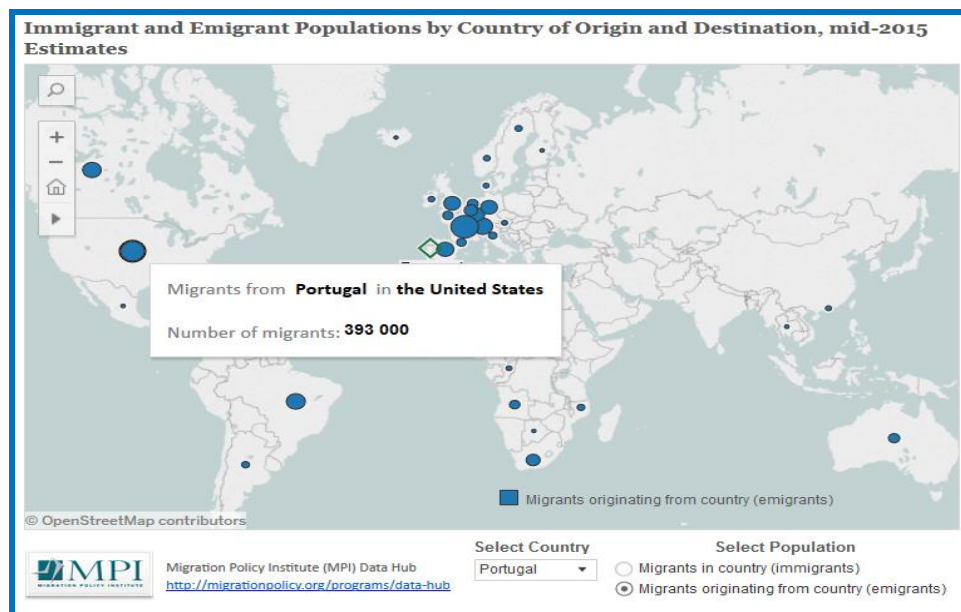 Immigrant and Emigrant Populations by Country of Origin and Destination, mid-2015
Estimates
Migrants from Portugal in the United States
Number of migrants: 393 000
Migrants originating from country (emigrants)
© OpenStreetMap contributors
MPI
MIGRATION POLICY INSTITUTE
Migration Policy Institute (MPI) Data Hub
http://migrationpolicy.org/programs/data-hub
Select Country
Portugal
Select Population
Migrants in country (immigrants)
Migrants originating from country (emigrants)